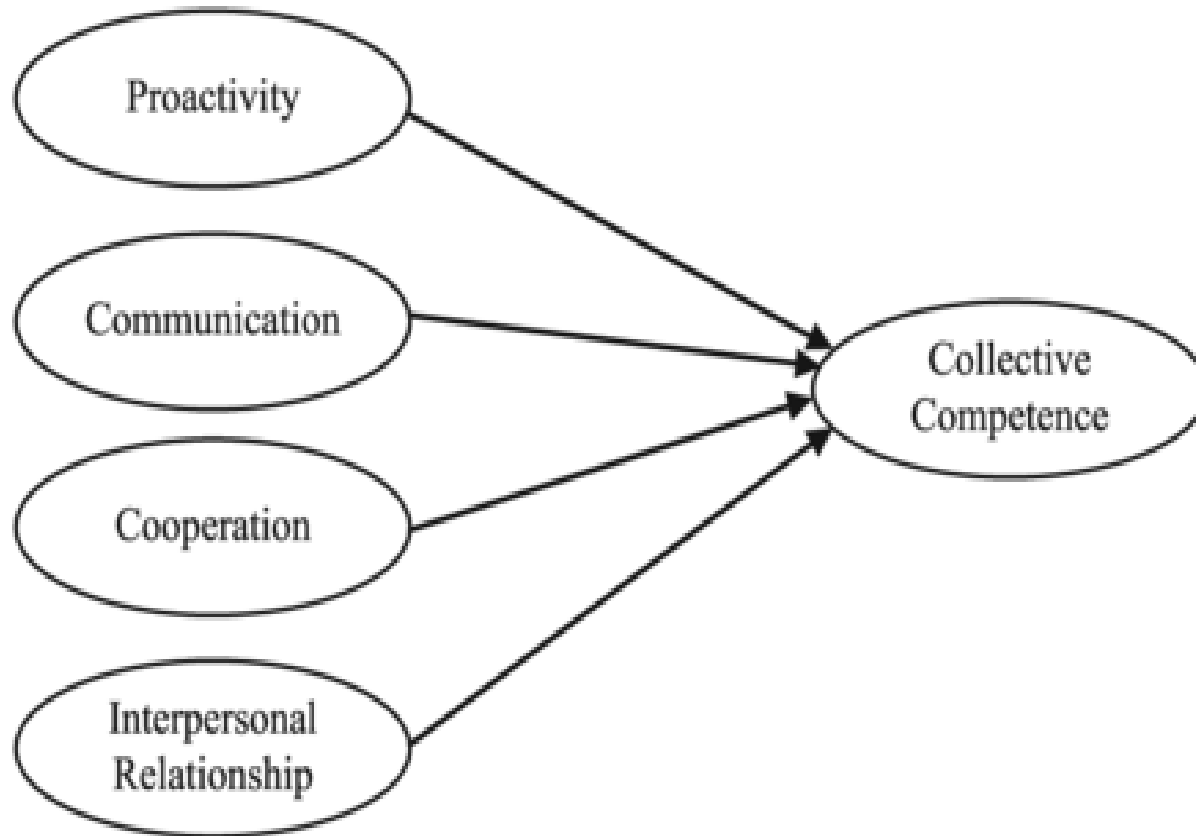 Proactivity
Communication
Cooperation
Interpersonal
Relationship
Collective
Competence